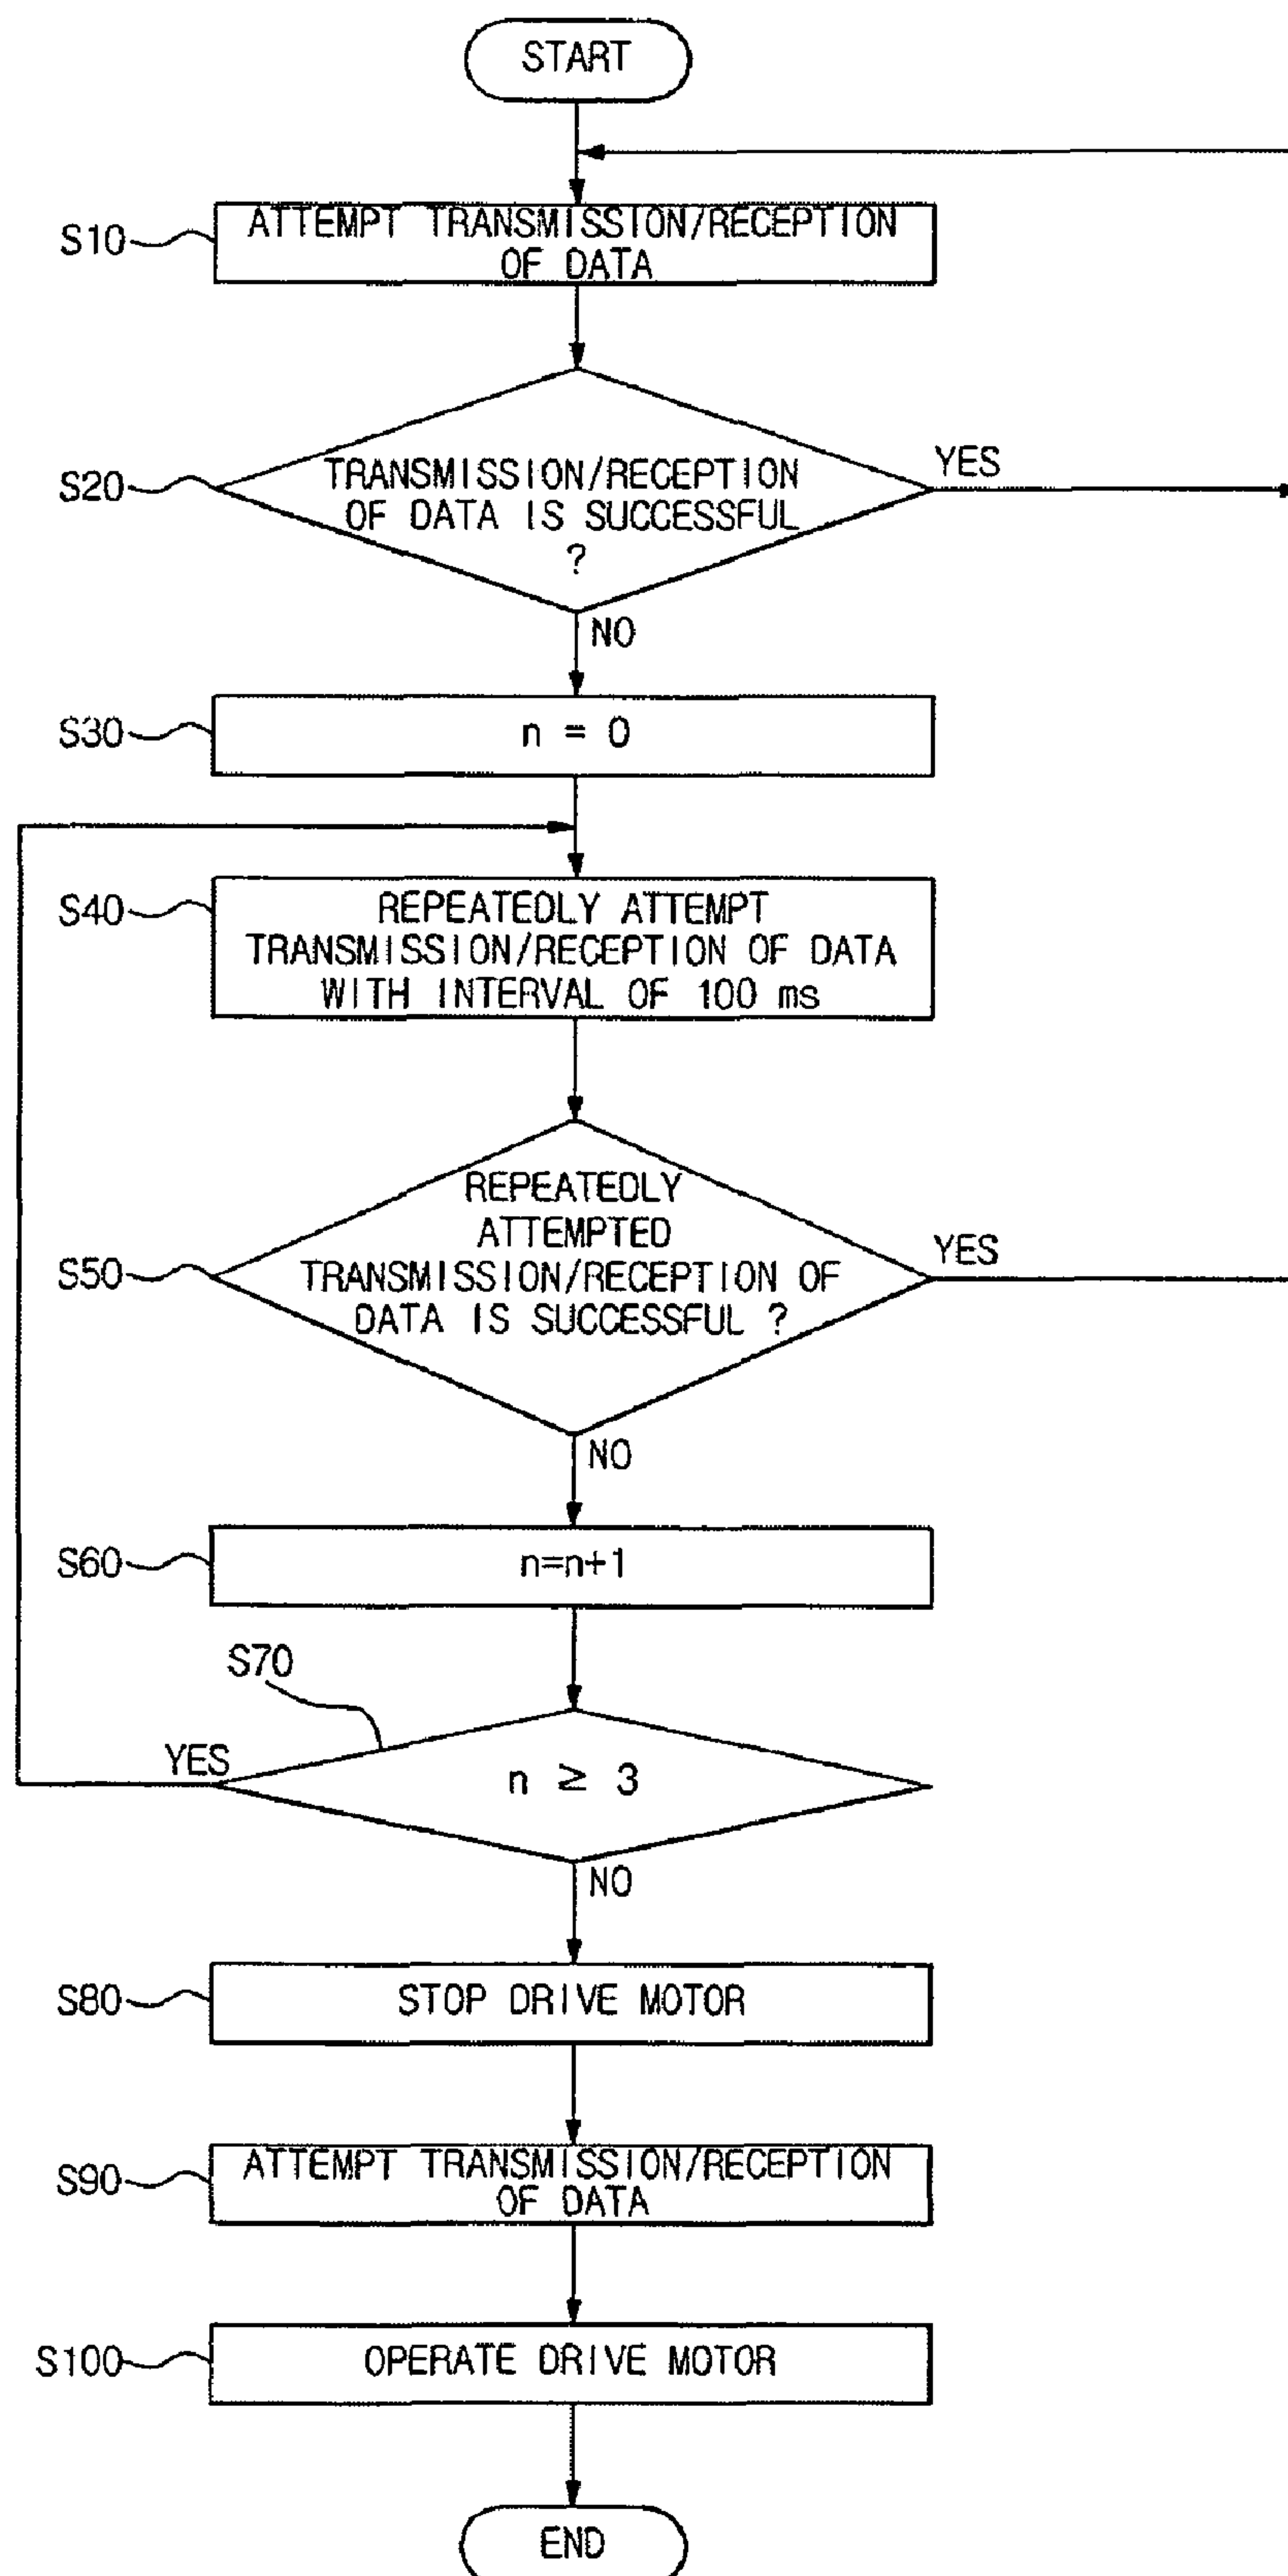 START
S10
ATTEMPT TRANSMISSION/RECEPTION
OF DATA
S20
TRANSMISSION/RECEPTION
OF DATA IS SUCCESSFUL
?
YES
NO
S30
n = 0
S40
REPEATEDLY ATTEMPT
TRANSMISSION/RECEPTION OF DATA
WITH INTERVAL OF 100 ms
S50
REPEATEDLY
ATTEMPTED
TRANSMISSION/RECEPTION OF
DATA IS SUCCESSFUL ?
YES
NO
S60
n=n+1
S70
YES
n ≥ 3
NO
S80
STOP DRIVE MOTOR
S90
ATTEMPT TRANSMISSION/RECEPTION
OF DATA
S100
OPERATE DRIVE MOTOR
END